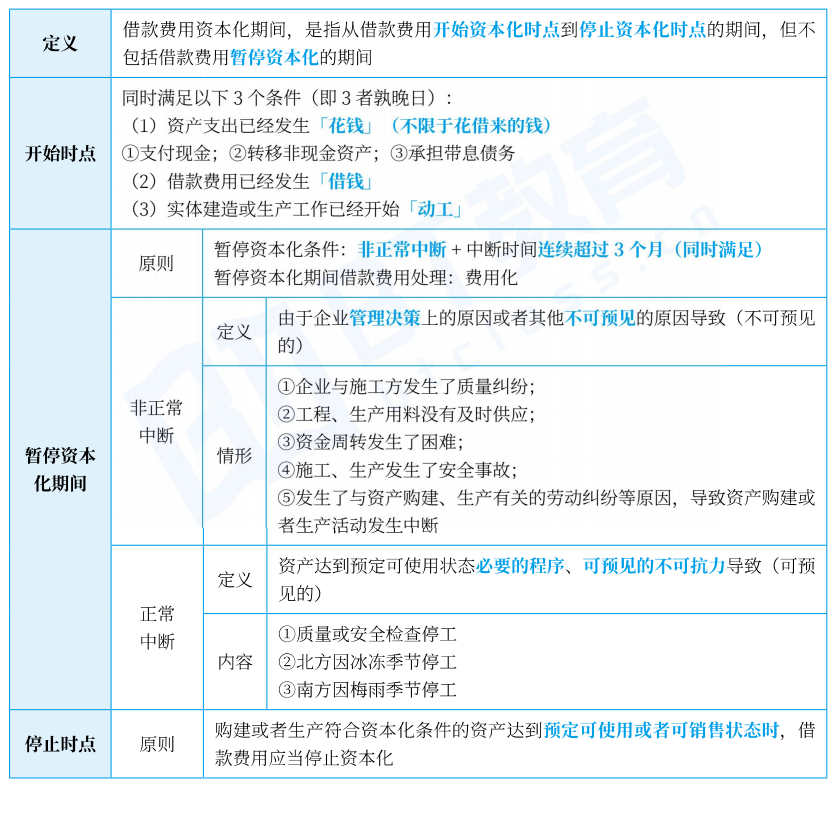 定义
借款费用资本化期间，是指从借款费用开始资本化时点到停止资本化时点的期间，但不
包括借款费用暂停资本化的期间
开始时点
同时满足以下 3 个条件（即 3 者孰晚日）：
（1）资产支出已经发生「花钱」（不限于花借来的钱）
①支付现金；②转移非现金资产；③承担带息债务
（2）借款费用已经发生「借钱」
（3）实体建造或生产工作已经开始「动工」
暂停资本
化期间
原则
暂停资本化条件：非正常中断 + 中断时间连续超过 3 个月（同时满足）
暂停资本化期间借款费用处理：费用化
非正常
中断
定义
由于企业管理决策上的原因或者其他不可预见的原因导致（不可预见
的）
情形
①企业与施工方发生了质量纠纷；
②工程、生产用料没有及时供应；
③资金周转发生了困难；
④施工、生产发生了安全事故；
⑤发生了与资产购建、生产有关的劳动纠纷等原因，导致资产购建或
者生产活动发生中断
正常
中断
定义
资产达到预定可使用状态必要的程序、可预见的不可抗力导致（可预
见的）
内容
①质量或安全检查停工
②北方因冰冻季节停工
③南方因梅雨季节停工
停止时点
原则
购建或者生产符合资本化条件的资产达到预定可使用或者可销售状态时，借
款费用应当停止资本化